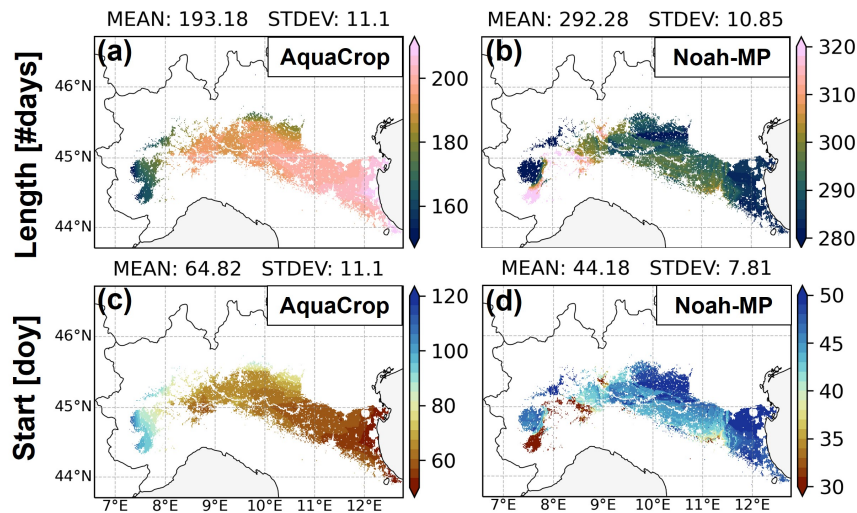 MEAN: 193.18 STDEV: 11.1
MEAN: 292.28 STDEV: 10.85
(a) AquaCrop
(b) Noah-MP
Length [#days]
46°N
45°N
44°N
200
180
160
320
310
300
290
280
MEAN: 64.82 STDEV: 11.1
MEAN: 44.18 STDEV: 7.81
(c) AquaCrop
(d) Noah-MP
Start [doy]
46°N
45°N
44°N
120
100
80
60
50
45
40
35
30
7°E 8°E 9°E 10°E 11°E 12°E
7°E 8°E 9°E 10°E 11°E 12°E